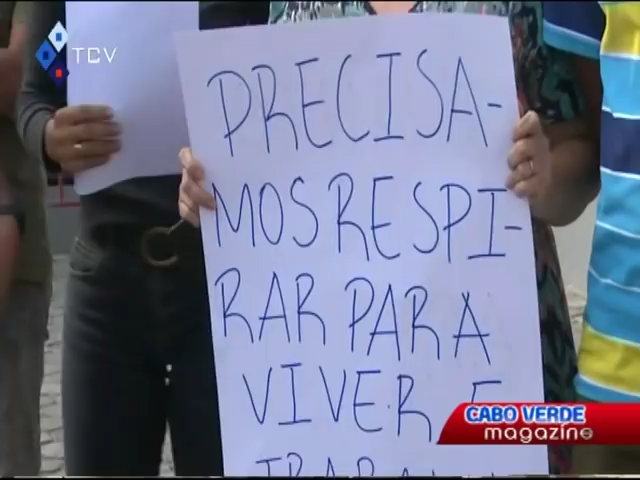 TCV
PRECISA-
MOS RESPI-
RAR PARA
VIVER E
CABO VERDE
magazine